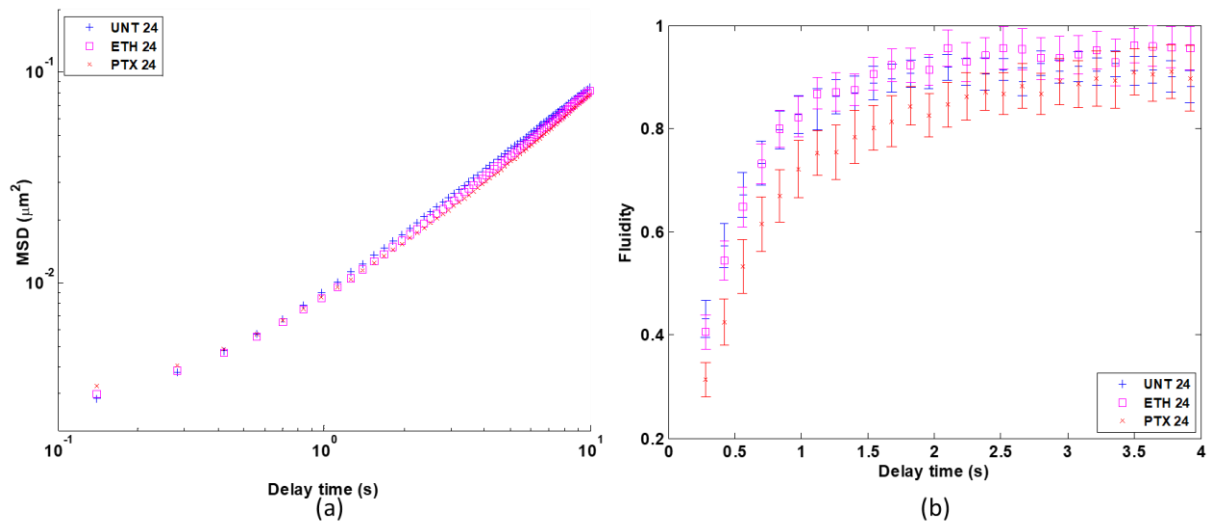 UNT 24
ETH 24
PTX 24
10^-1
10^-2
MSD (μm^2)
10^-1
10^0
10^1
Delay time (s)
(a)
1
0.8
0.6
0.4
0.2
Fluidity
0
0.5
1
1.5
2
2.5
3
3.5
4
UNT 24
ETH 24
PTX 24
Delay time (s)
(b)